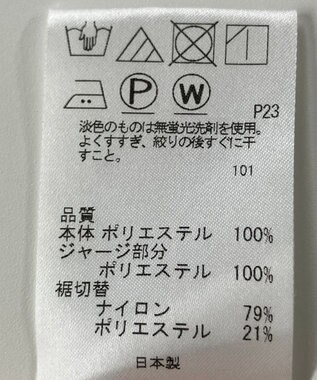 P
W
P23
淡色のものは無蛍光洗剤を使用。
よくすすぎ、絞りの後すぐに干
すこと。
101
品質
本体 ポリエステル 100%
ジャージ部分
ポリエステル 100%
裾切替
ナイロン 79%
ポリエステル 21%
日本製